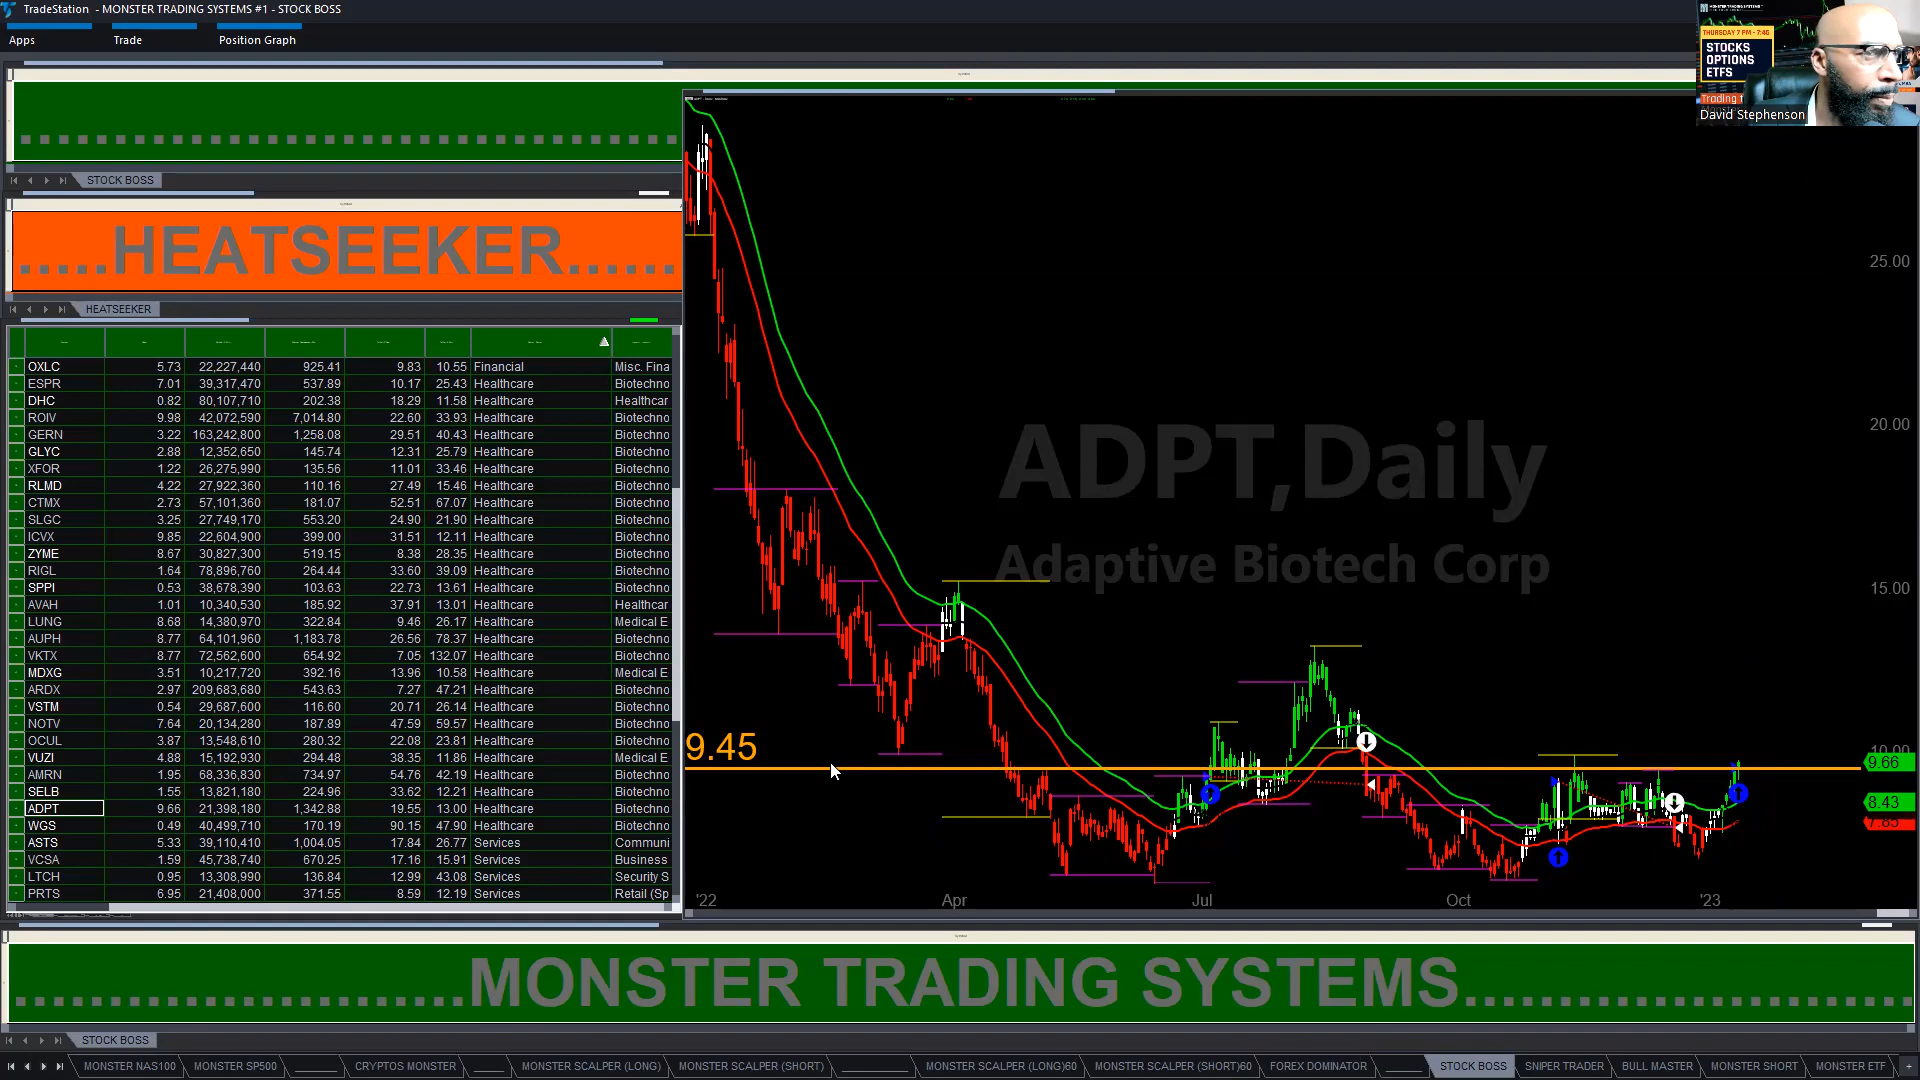 TradeStation - MONSTER TRADING SYSTEMS #1 - STOCK BOSS
Apps Trade Position Graph
THURSDAY 7 PM - 7:45
STOCKS
OPTIONS
ETFS
Trading f
David Stephenson
STOCK BOSS
.....HEATSEEKER......
HEATSEEKER
OXLC 5.73 22,227,440 925.41 9.83 10.55 Financial Misc. Fina
ESPR 7.01 39,317,470 537.89 10.17 25.43 Healthcare Biotechno
DHC 0.82 80,107,710 202.38 18.29 11.58 Healthcare Healthcar
ROIV 9.98 42,072,590 7,014.80 22.60 33.93 Healthcare Biotechno
GERN 3.22 163,242,800 1,258.08 29.51 40.43 Healthcare Biotechno
GLYC 2.88 12,352,650 145.74 12.31 25.79 Healthcare Biotechno
XFOR 1.22 26,275,990 135.56 11.01 33.46 Healthcare Biotechno
RLMD 4.22 27,922,360 110.16 27.49 15.46 Healthcare Biotechno
CTMX 2.73 57,101,360 181.07 52.51 67.07 Healthcare Biotechno
SLGC 3.25 27,749,170 553.20 24.90 21.90 Healthcare Biotechno
ICVX 9.85 22,604,900 399.00 31.51 12.11 Healthcare Biotechno
ZYME 8.67 30,827,300 519.15 8.38 28.35 Healthcare Biotechno
RIGL 1.64 78,896,760 264.44 33.60 39.09 Healthcare Biotechno
SPPI 0.53 38,678,390 103.63 22.73 13.61 Healthcare Biotechno
AVAH 1.01 10,340,530 185.92 37.91 13.01 Healthcare Healthcar
LUNG 8.68 14,380,970 322.84 9.46 26.17 Healthcare Medical E
AUPH 8.77 64,101,960 1,183.78 26.56 78.37 Healthcare Biotechno
VKTX 8.77 72,562,600 654.92 7.05 132.07 Healthcare Biotechno
MDXG 3.51 10,217,720 392.16 13.96 10.58 Healthcare Medical E
ARDX 2.97 209,683,680 543.63 7.27 47.21 Healthcare Biotechno
VSTM 0.54 29,687,600 116.60 20.71 26.14 Healthcare Biotechno
NOTV 7.64 20,134,280 187.89 47.59 59.57 Healthcare Biotechno
OCUL 3.87 13,548,610 280.32 22.08 23.81 Healthcare Biotechno
VUZI 4.88 15,192,930 294.48 38.35 11.86 Healthcare Medical E
AMRN 1.95 68,336,830 734.97 54.76 42.19 Healthcare Biotechno
SELB 1.55 13,821,180 224.96 33.62 12.21 Healthcare Biotechno
ADPT 9.66 21,398,180 1,342.88 19.55 13.00 Healthcare Biotechno
WGS 0.49 40,499,710 170.19 90.15 47.90 Healthcare Biotechno
ASTS 5.33 39,110,410 1,004.05 17.84 26.77 Services Communi
VCSA 1.59 45,738,740 670.25 17.16 15.91 Services Business
LTCH 0.95 13,308,990 136.84 12.99 43.08 Services Security S
PRTS 6.95 21,408,000 371.55 8.59 12.19 Services Retail (Sp
ADPT,Daily
Adaptive Biotech Corp
9.45
25.00
20.00
15.00
10.00
9.66
8.43
7.85
'22 Apr Jul Oct '23
.......................MONSTER TRADING SYSTEMS.......................
STOCK BOSS
MONSTER NAS100 MONSTER SP500 CRYPTOS MONSTER MONSTER SCALPER (LONG) MONSTER SCALPER (SHORT) MONSTER SCALPER (LONG)60 MONSTER SCALPER (SHORT)60 FOREX DOMINATOR STOCK BOSS SNIPER TRADER BULL MASTER MONSTER SHORT MONSTER ETF +